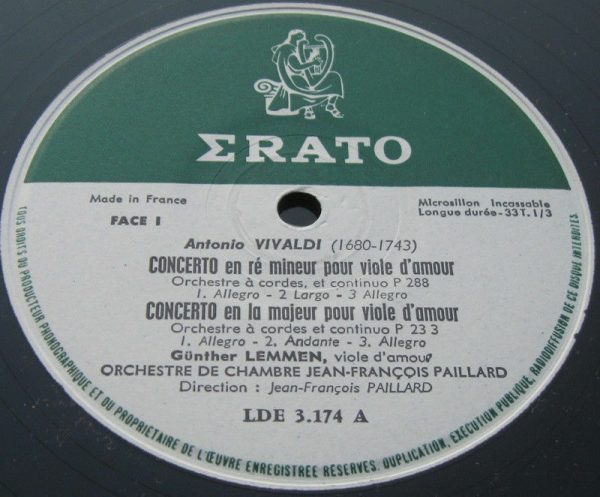 ΣRATO
Made in France
Microsillon Incassable
FACE I
Longue durée-33T.1/3
Antonio VIVALDI (1680-1743)
CONCERTO en ré mineur pour viole d'amour
Orchestre à cordes, et continuo P 288
1. Allegro - 2 Largo - 3 Allegro
CONCERTO en la majeur pour viole d'amour
Orchestre à cordes et continuo P 233
1. Allegro - 2. Andante - 3. Allegro
Günther LEMMEN, viole d'amour
ORCHESTRE DE CHAMBRE JEAN-FRANÇOIS PAILLARD
Direction : Jean-François PAILLARD
LDE 3.174 A
TOUS DROITS DU PRODUCTEUR PHONOGRAPHIQUE ET DU PROPRIÉTAIRE DE L'ŒUVRE ENREGISTRÉE RÉSERVÉS. DUPLICATION, EXÉCUTION PUBLIQUE, RADIODIFFUSION DE CE DISQUE INTERDITES.